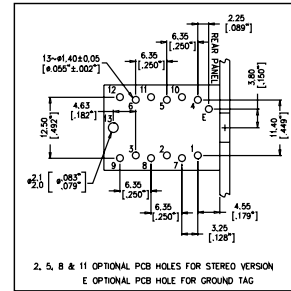 2.25
[.089"]
6.35
[.250"]
REAR PANEL
13~ø1,40±0,05
[ø.055"±.002"]
6.35
[.250"]
3.80
[.150"]
12 11 10
6 5 4
4.63
[.182"]
E
12.50
[.492"]
13
11.40
[.449"]
ø2.1
2.0
[ø.083"
.079"]
3 2 1
9 8 7
6.35
[.250"]
6.35
[.250"]
4.55
[.179"]
3.25
[.128"]
2, 5, 8 & 11 OPTIONAL PCB HOLES FOR STEREO VERSION
E OPTIONAL PCB HOLE FOR GROUND TAG